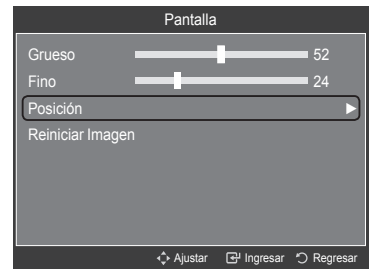 Pantalla
Grueso 52
Fino 24
Posición
Reiniciar Imagen
Ajustar Ingresar Regresar